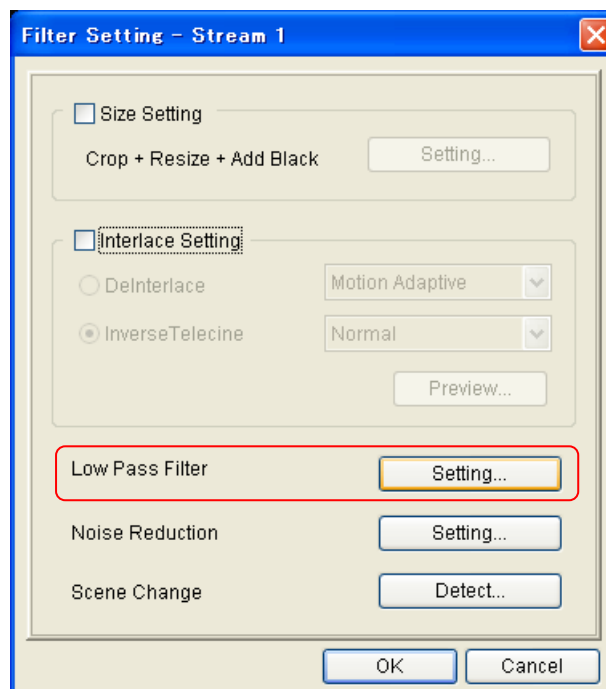 Filter Setting - Stream 1
Size Setting
Crop + Resize + Add Black Setting...
Interlace Setting
DeInterlace Motion Adaptive
InverseTelecine Normal
Preview...
Low Pass Filter Setting...
Noise Reduction Setting...
Scene Change Detect...
OK Cancel